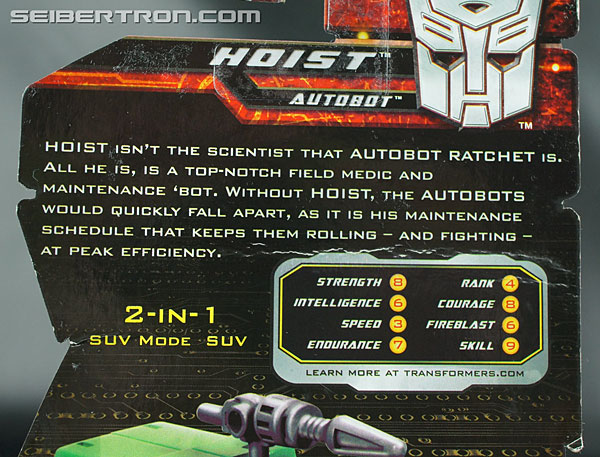 SEIBERTRON.COM
HOIST™
AUTOBOT™
TM
HOIST ISN'T THE SCIENTIST THAT AUTOBOT RATCHET IS.
ALL HE IS, IS A TOP-NOTCH FIELD MEDIC AND
MAINTENANCE 'BOT. WITHOUT HOIST, THE AUTOBOTS
WOULD QUICKLY FALL APART, AS IT IS HIS MAINTENANCE
SCHEDULE THAT KEEPS THEM ROLLING – AND FIGHTING –
AT PEAK EFFICIENCY.
STRENGTH 8 RANK 4
INTELLIGENCE 6 COURAGE 8
SPEED 3 FIREBLAST 6
ENDURANCE 7 SKILL 9
LEARN MORE AT TRANSFORMERS.COM
2-IN-1
SUV MODE SUV